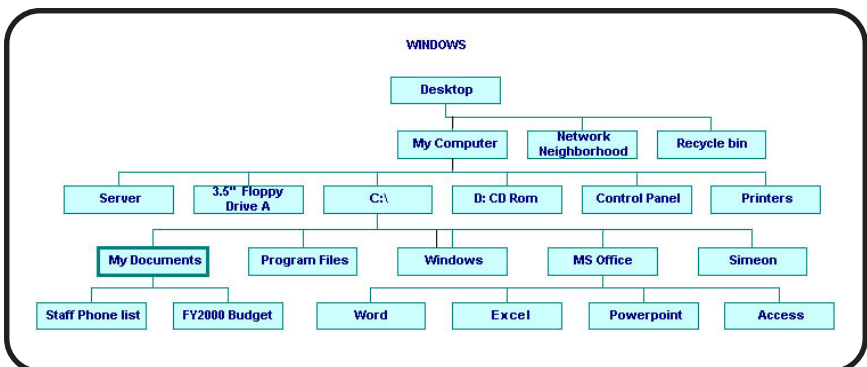 WINDOWS
Desktop
My Computer
Network
Neighborhood
Recycle bin
Server
3.5" Floppy
Drive A
C:\
D: CD Rom
Control Panel
Printers
My Documents
Program Files
Windows
MS Office
Simeon
Staff Phone list
FY2000 Budget
Word
Excel
Powerpoint
Access